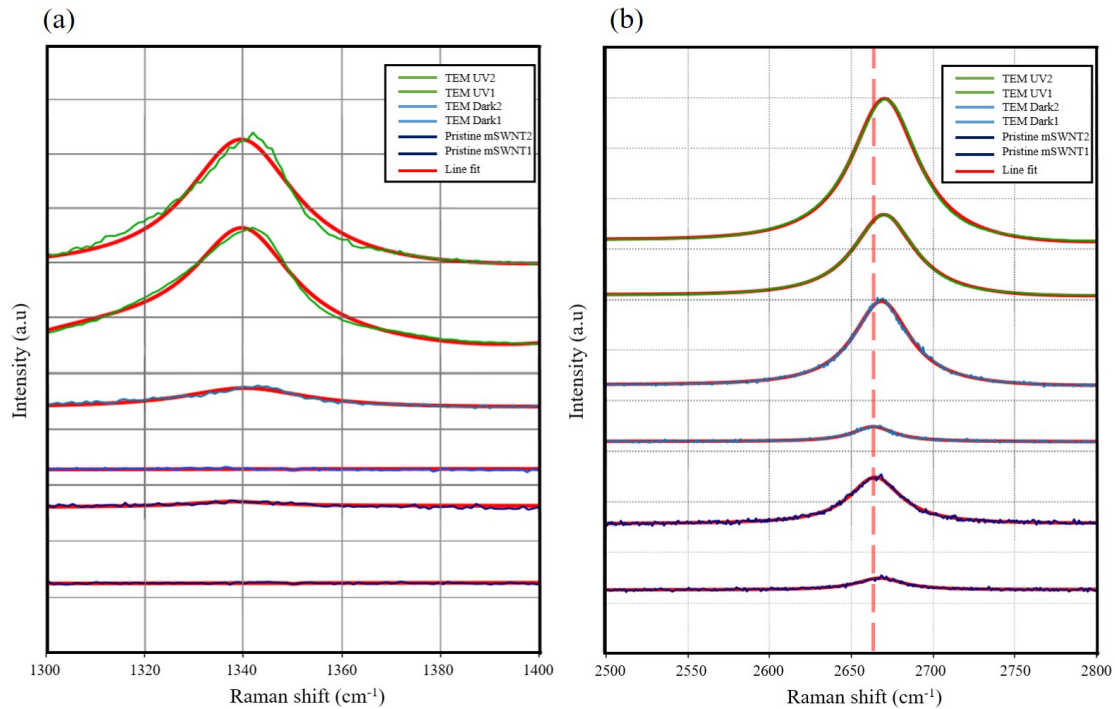 (a)
TEM UV2
TEM UV1
TEM Dark2
TEM Dark1
Pristine mSWNT2
Pristine mSWNT1
Line fit
Intensity (a.u)
1300 1320 1340 1360 1380 1400
Raman shift (cm⁻¹)
(b)
TEM UV2
TEM UV1
TEM Dark2
TEM Dark1
Pristine mSWNT2
Pristine mSWNT1
Line fit
Intensity (a.u)
2500 2550 2600 2650 2700 2750 2800
Raman shift (cm⁻¹)